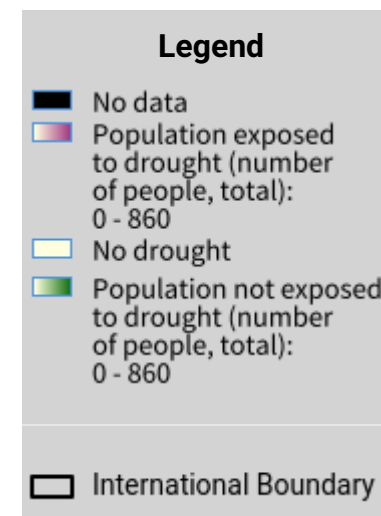 Legend
No data
Population exposed
to drought (number
of people, total):
0 - 860
No drought
Population not exposed
to drought (number
of people, total):
0 - 860
International Boundary